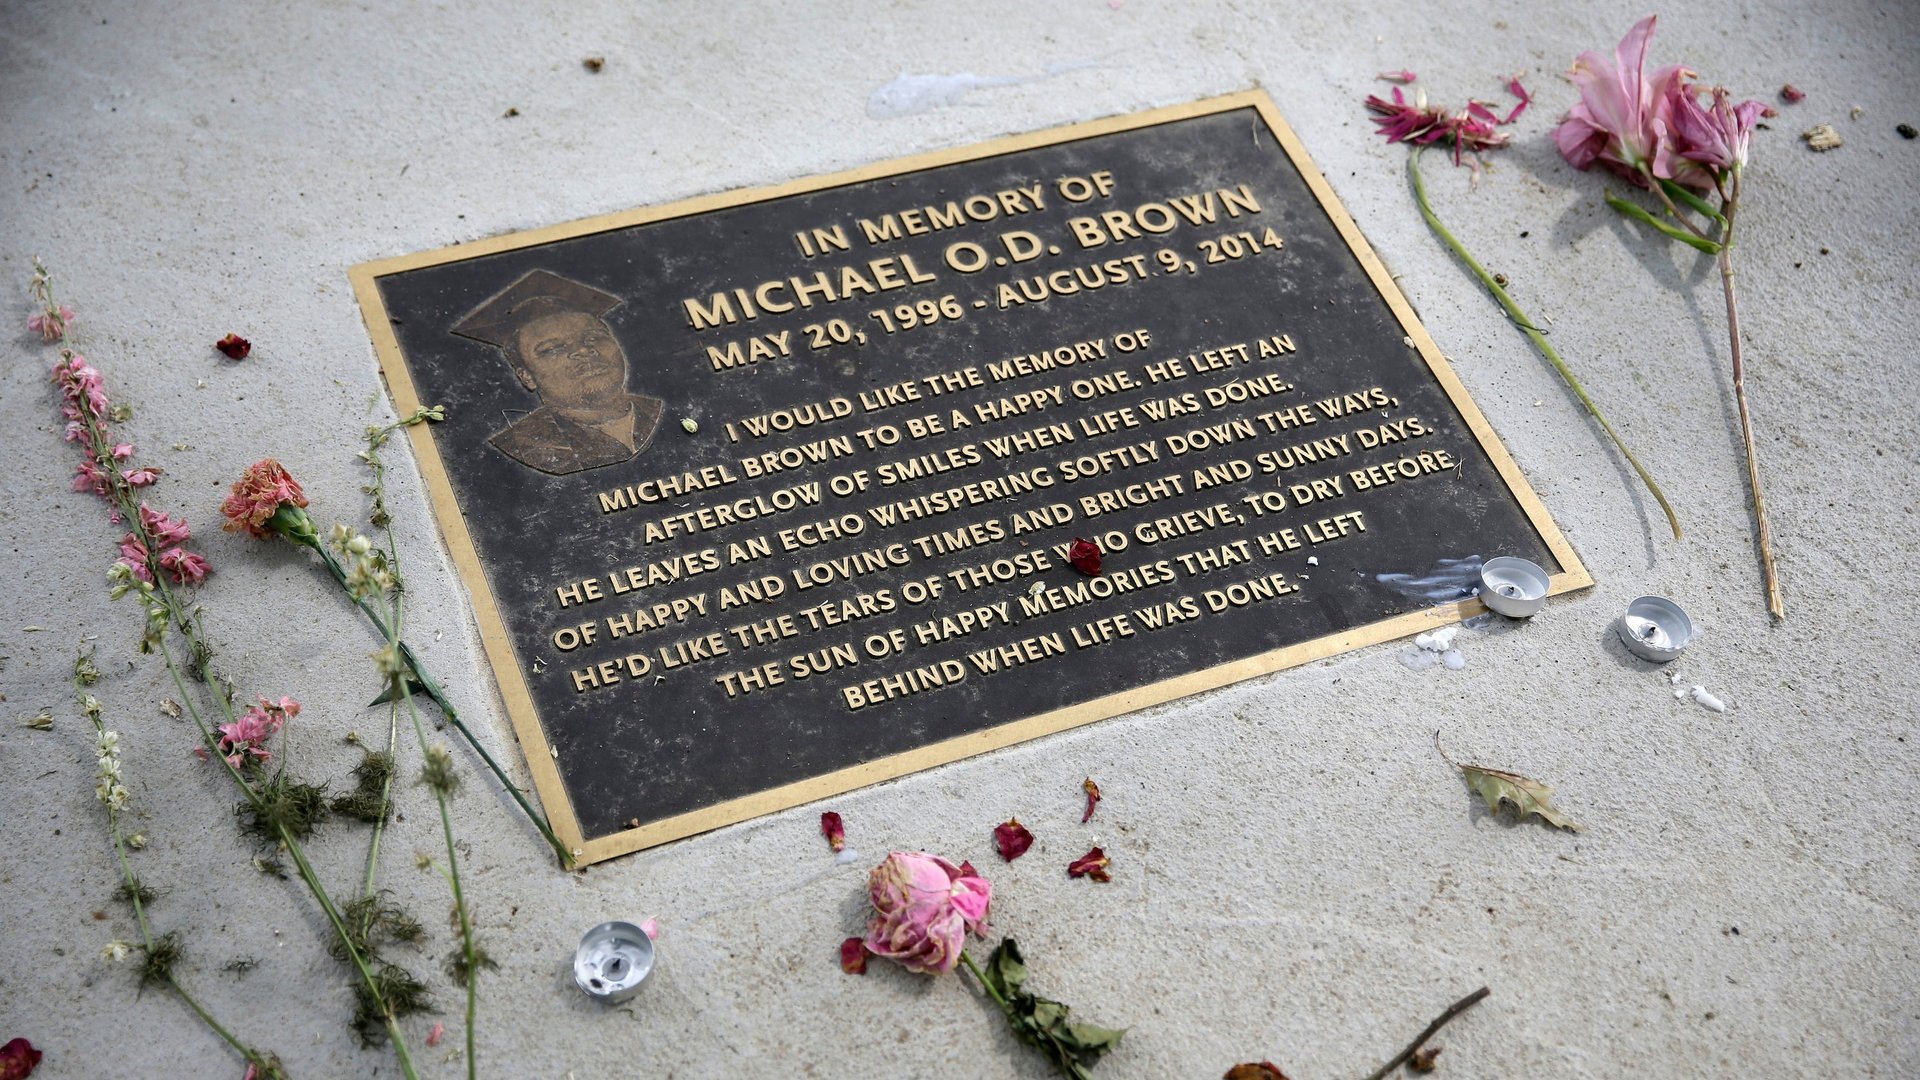 IN MEMORY OF
MICHAEL O.D. BROWN
MAY 20, 1996 - AUGUST 9, 2014
I WOULD LIKE THE MEMORY OF
MICHAEL BROWN TO BE A HAPPY ONE. HE LEFT AN
AFTERGLOW OF SMILES WHEN LIFE WAS DONE.
HE LEAVES AN ECHO WHISPERING SOFTLY DOWN THE WAYS,
OF HAPPY AND LOVING TIMES AND BRIGHT AND SUNNY DAYS.
HE'D LIKE THE TEARS OF THOSE WHO GRIEVE, TO DRY BEFORE
THE SUN OF HAPPY MEMORIES THAT HE LEFT
BEHIND WHEN LIFE WAS DONE.